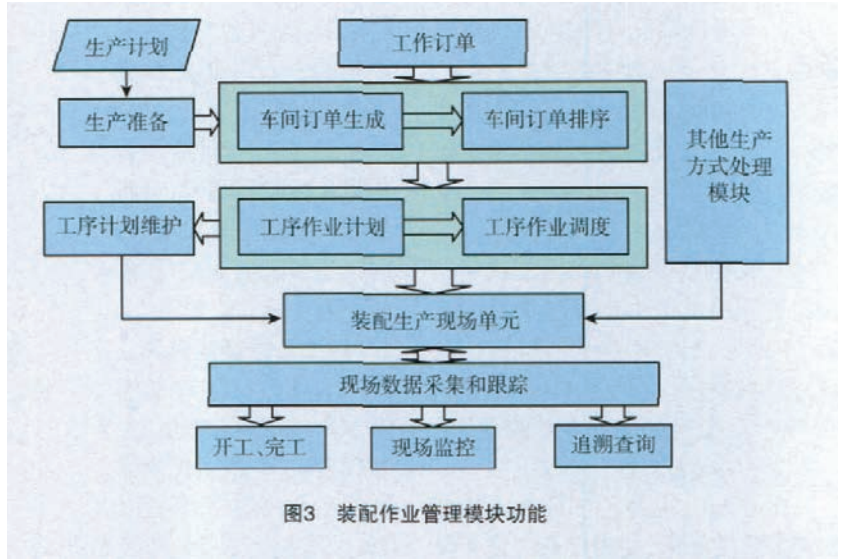 生产计划
工作订单
生产准备
车间订单生成
车间订单排序
其他生产
方式处理
模块
工序计划维护
工序作业计划
工序作业调度
装配生产现场单元
现场数据采集和跟踪
开工、完工
现场监控
追溯查询
图3 装配作业管理模块功能